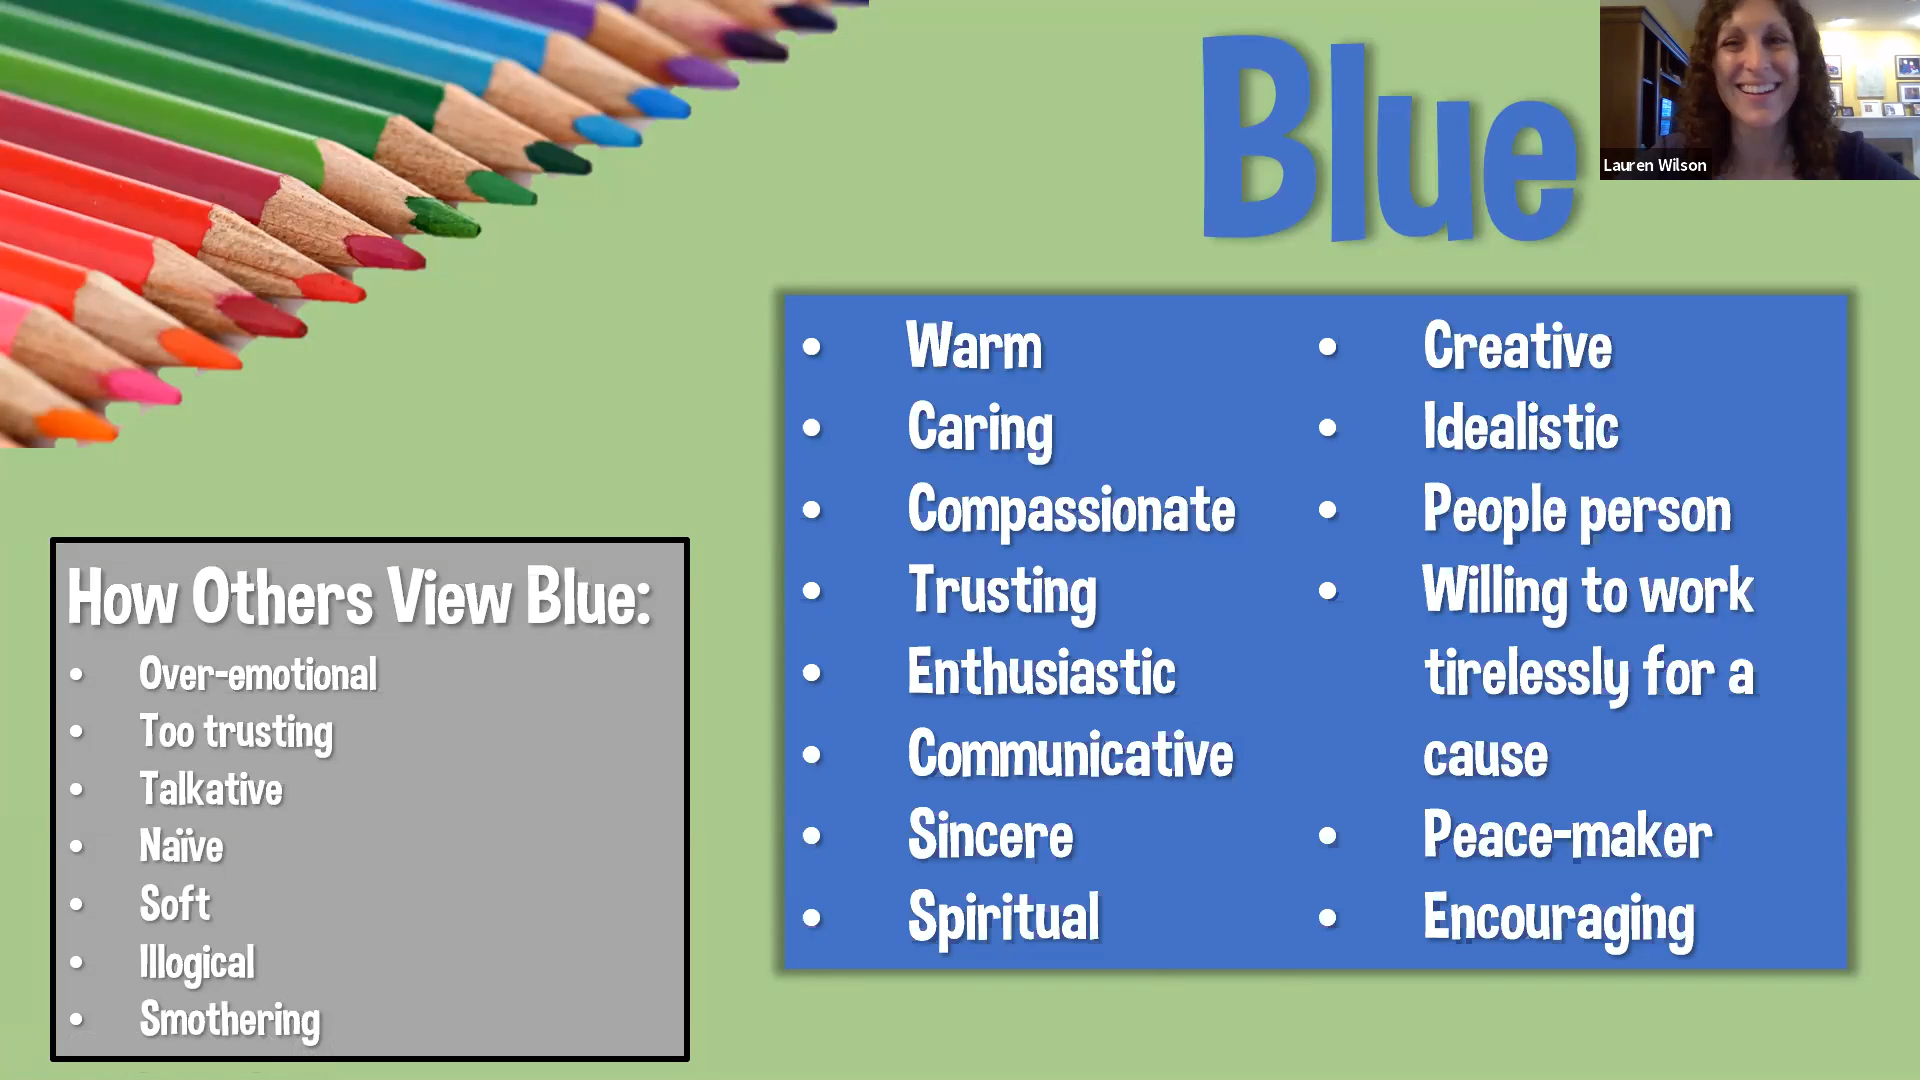 Blue
Lauren Wilson
• Warm
• Caring
• Compassionate
• Trusting
• Enthusiastic
• Communicative
• Sincere
• Spiritual
• Creative
• Idealistic
• People person
• Willing to work
tirelessly for a
cause
• Peace-maker
• Encouraging
How Others View Blue:
• Over-emotional
• Too trusting
• Talkative
• Naïve
• Soft
• Illogical
• Smothering